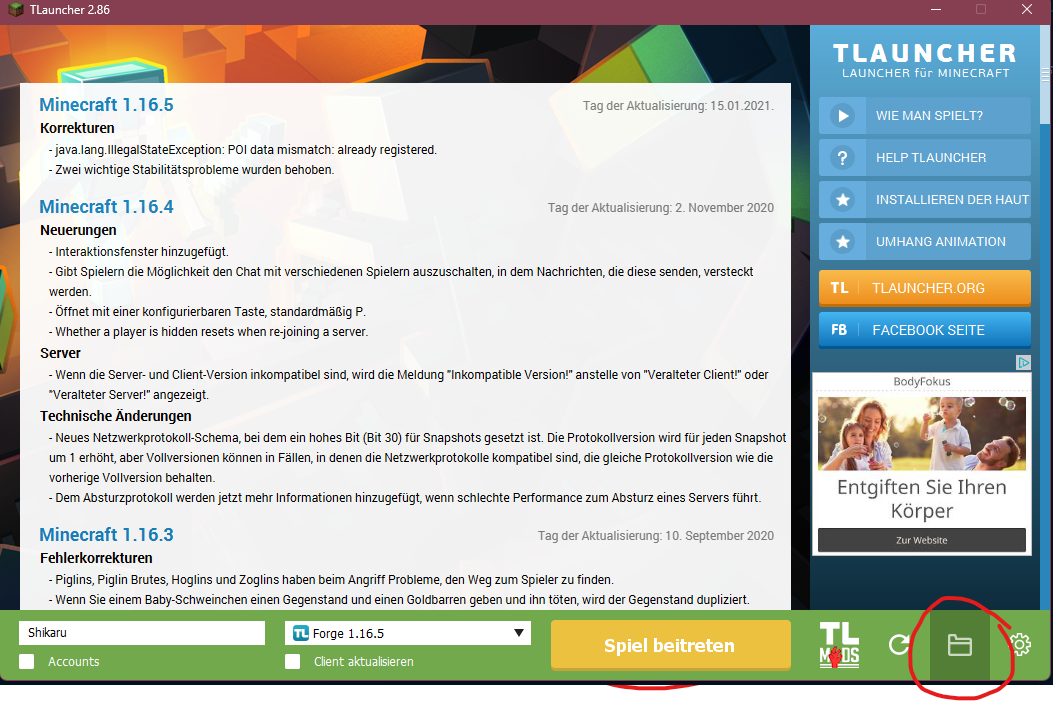 TLauncher 2.86
Minecraft 1.16.5
Tag der Aktualisierung: 15.01.2021.
Korrekturen
- java.lang.IllegalStateException: POI data mismatch: already registered.
- Zwei wichtige Stabilitätsprobleme wurden behoben.
Minecraft 1.16.4
Tag der Aktualisierung: 2. November 2020
Neuerungen
- Interaktionsfenster hinzugefügt.
- Gibt Spielern die Möglichkeit den Chat mit verschiedenen Spielern auszuschalten, in dem Nachrichten, die diese senden, versteckt
werden.
- Öffnet mit einer konfigurierbaren Taste, standardmäßig P.
- Whether a player is hidden resets when re-joining a server.
Server
- Wenn die Server- und Client-Version inkompatibel sind, wird die Meldung "Inkompatible Version!" anstelle von "Veralteter Client!" oder
"Veralteter Server!" angezeigt.
Technische Änderungen
- Neues Netzwerkprotokoll-Schema, bei dem ein hohes Bit (Bit 30) für Snapshots gesetzt ist. Die Protokollversion wird für jeden Snapshot
um 1 erhöht, aber Vollversionen können in Fällen, in denen die Netzwerkprotokolle kompatibel sind, die gleiche Protokollversion wie die
vorherige Vollversion behalten.
- Dem Absturzprotokoll werden jetzt mehr Informationen hinzugefügt, wenn schlechte Performance zum Absturz eines Servers führt.
Minecraft 1.16.3
Tag der Aktualisierung: 10. September 2020
Fehlerkorrekturen
- Piglins, Piglin Brutes, Hoglins und Zoglins haben beim Angriff Probleme, den Weg zum Spieler zu finden.
- Wenn Sie einem Baby-Schweinchen einen Gegenstand und einen Goldbarren geben und ihn töten, wird der Gegenstand dupliziert.
TLAUNCHER
LAUNCHER für MINECRAFT
WIE MAN SPIELT?
? HELP TLAUNCHER
INSTALLIEREN DER HAUT
UMHANG ANIMATION
TL TLAUNCHER.ORG
FB FACEBOOK SEITE
BodyFokus
Entgiften Sie Ihren
Körper
Zur Website
Shikaru
TL Forge 1.16.5
Spiel beitreten
TL
MODS
Accounts
Client aktualisieren